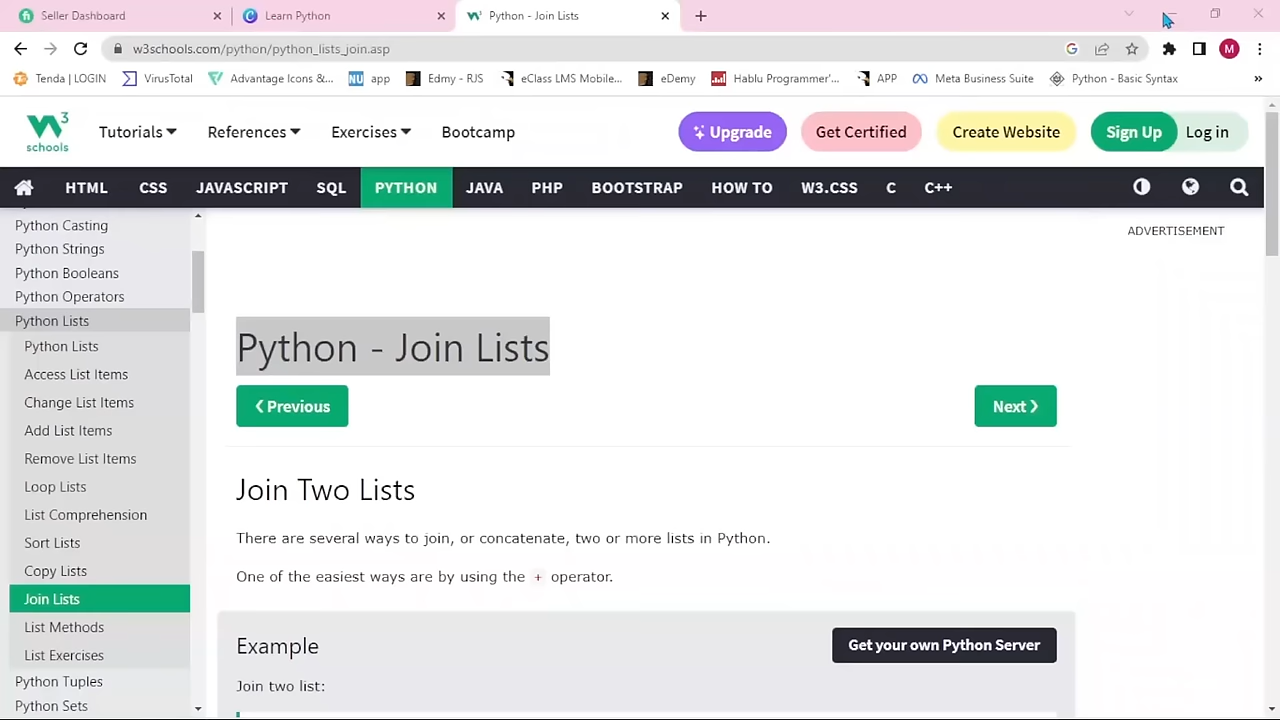 Seller Dashboard
Learn Python
Python - Join Lists
w3schools.com/python/python_lists_join.asp
Tenda | LOGIN
VirusTotal
Advantage Icons &...
app
Edmy - RJS
eClass LMS Mobile...
eDemy
Hablu Programmer'...
APP
Meta Business Suite
Python - Basic Syntax
»
W3 schools
Tutorials
References
Exercises
Bootcamp
Upgrade
Get Certified
Create Website
Sign Up
Log in
HTML
CSS
JAVASCRIPT
SQL
PYTHON
JAVA
PHP
BOOTSTRAP
HOW TO
W3.CSS
C
C++
Python Casting
Python Strings
Python Booleans
Python Operators
Python Lists
Python Lists
Access List Items
Change List Items
Add List Items
Remove List Items
Loop Lists
List Comprehension
Sort Lists
Copy Lists
Join Lists
List Methods
List Exercises
Python Tuples
Python Sets
ADVERTISEMENT
Python - Join Lists
❮ Previous
Next ❯
Join Two Lists
There are several ways to join, or concatenate, two or more lists in Python.
One of the easiest ways are by using the + operator.
Example
Get your own Python Server
Join two list: